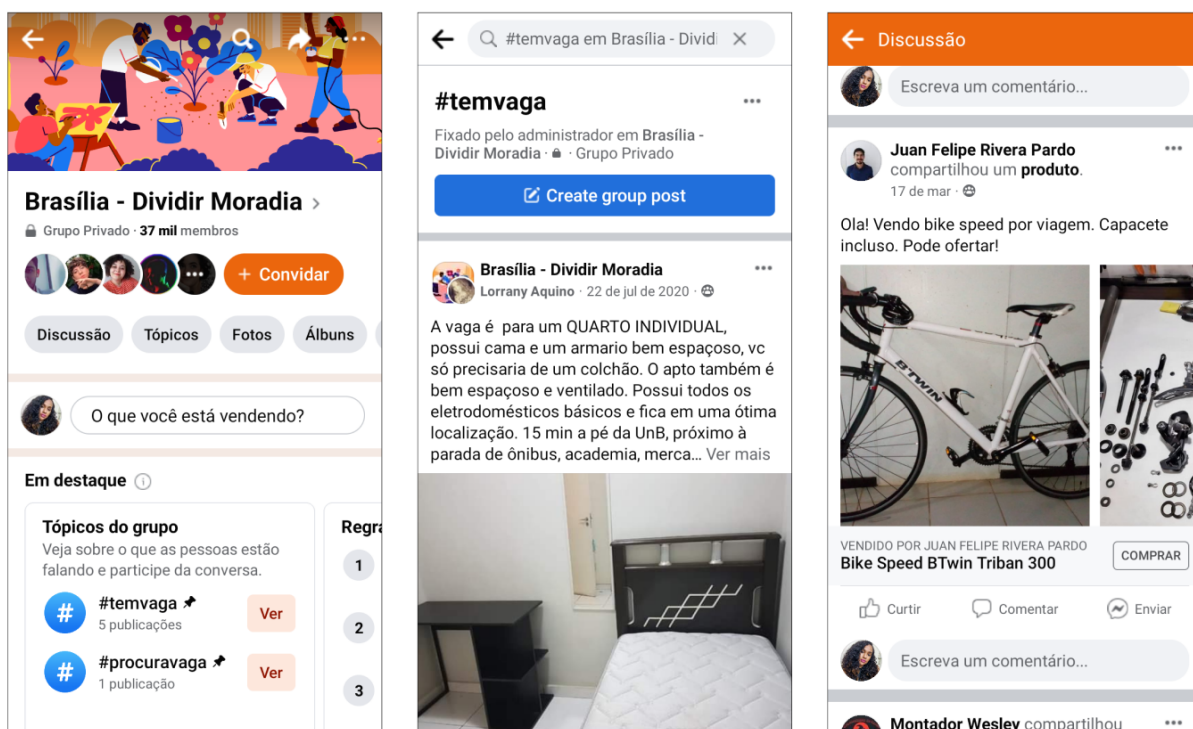 Brasília - Dividir Moradia
Grupo Privado · 37 mil membros
+ Convidar
Discussão
Tópicos
Fotos
Álbuns
O que você está vendendo?
Em destaque
Tópicos do grupo
Veja sobre o que as pessoas estão
falando e participe da conversa.
#temvaga
5 publicações
Ver
#procuravaga
1 publicação
Ver
1
2
3
#temvaga em Brasília - Divid
#temvaga
Fixado pelo administrador em Brasília -
Dividir Moradia · Grupo Privado
Create group post
Brasília - Dividir Moradia
Lorrany Aquino · 22 de jul de 2020 ·
A vaga é para um QUARTO INDIVIDUAL,
possui cama e um armario bem espaçoso, vc
só precisaria de um colchão. O apto também é
bem espaçoso e ventilado. Possui todos os
eletrodomésticos básicos e fica em uma ótima
localização. 15 min a pé da UnB, próximo à
parada de ônibus, academia, merca... Ver mais
Discussão
Escreva um comentário...
Juan Felipe Rivera Pardo
compartilhou um produto.
17 de mar ·
Ola! Vendo bike speed por viagem. Capacete
incluso. Pode ofertar!
BTWIN
VENDIDO POR JUAN FELIPE RIVERA PARDO
Bike Speed BTwin Triban 300
COMPRAR
Curtir
Comentar
Enviar
Escreva um comentário...
Montador Wesley compartilhou